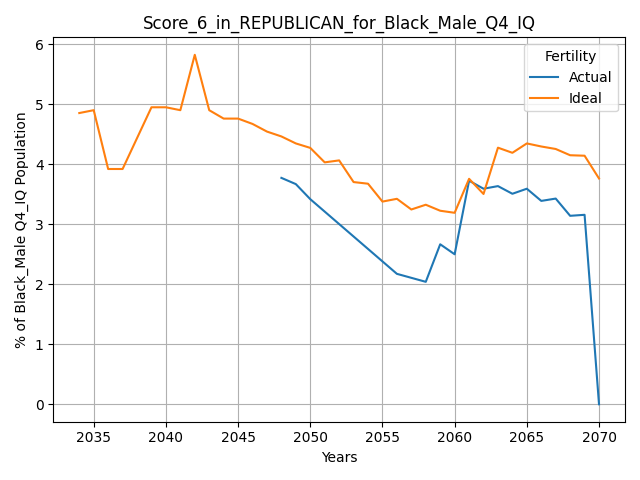 Score_6_in_REPUBLICAN_for_Black_Male_Q4_IQ
Fertility
Actual
Ideal
% of Black_Male Q4_IQ Population
6
5
4
3
2
1
0
2035 2040 2045 2050 2055 2060 2065 2070
Years